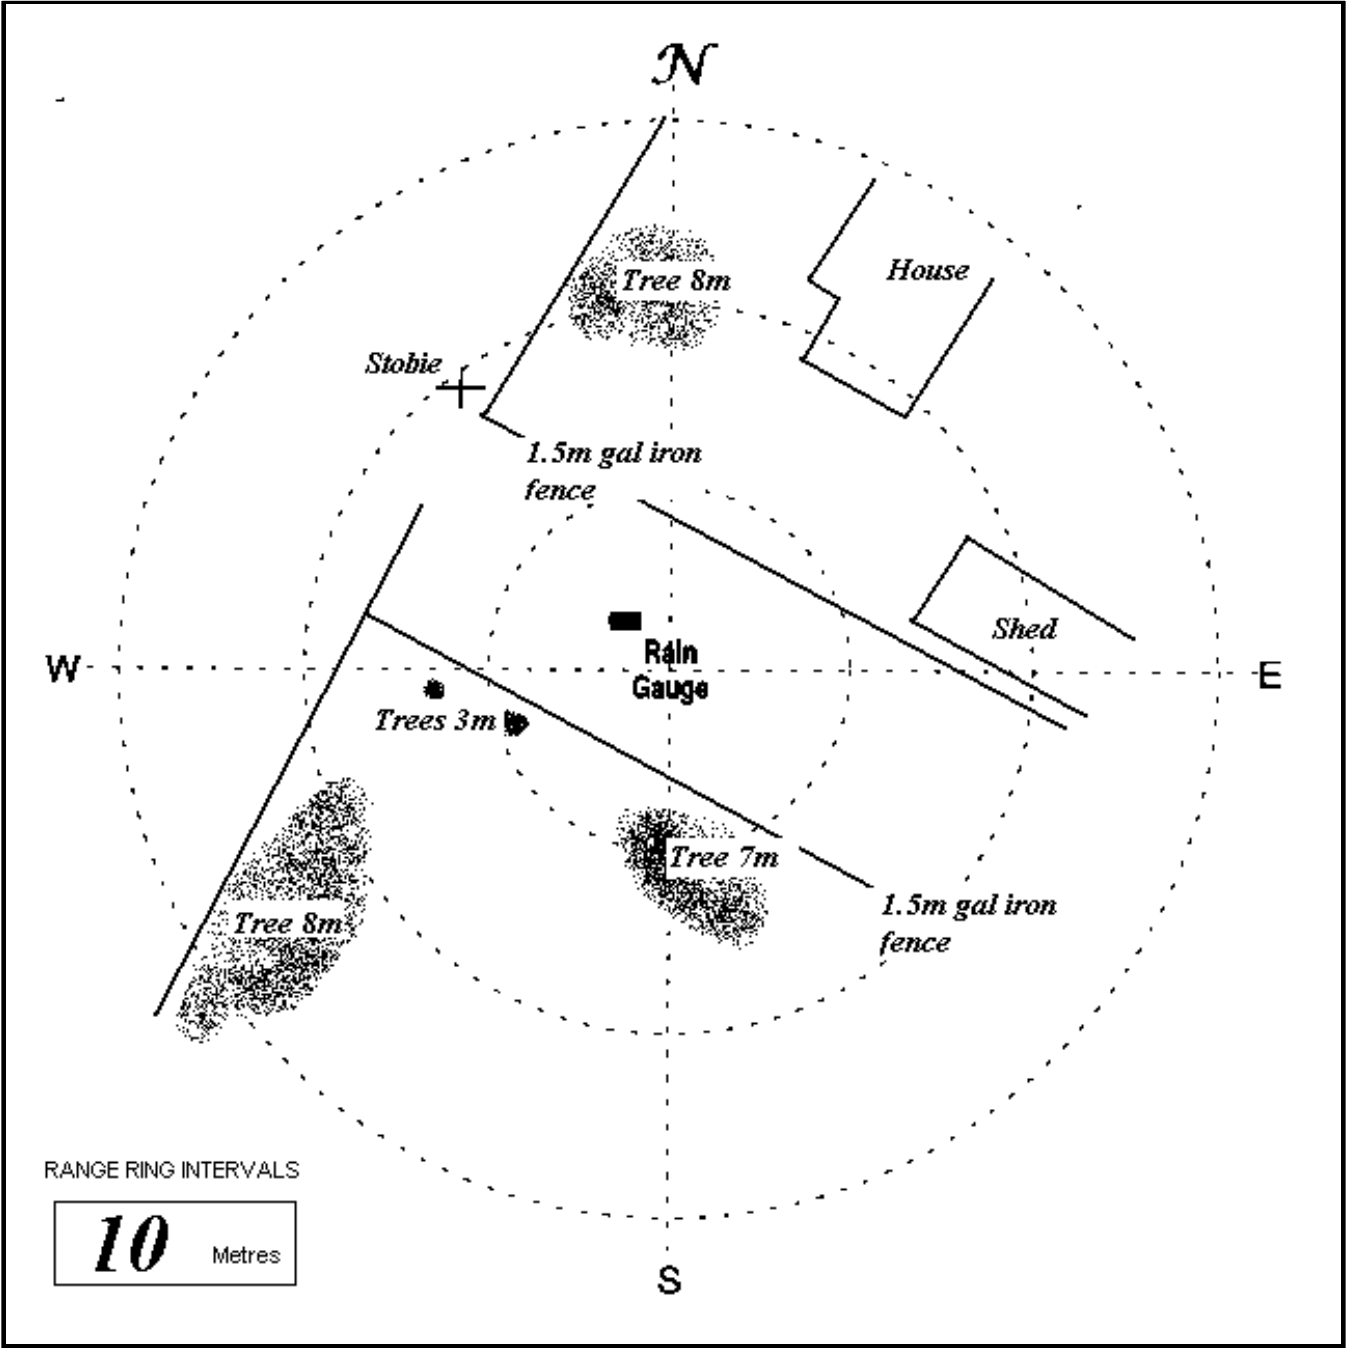 N
Tree 8m
House
Stobie
1.5m gal iron
fence
Shed
Rain
Gauge
W
E
Trees 3m
Tree 7m
Tree 8m
1.5m gal iron
fence
RANGE RING INTERVALS
10 Metres
S